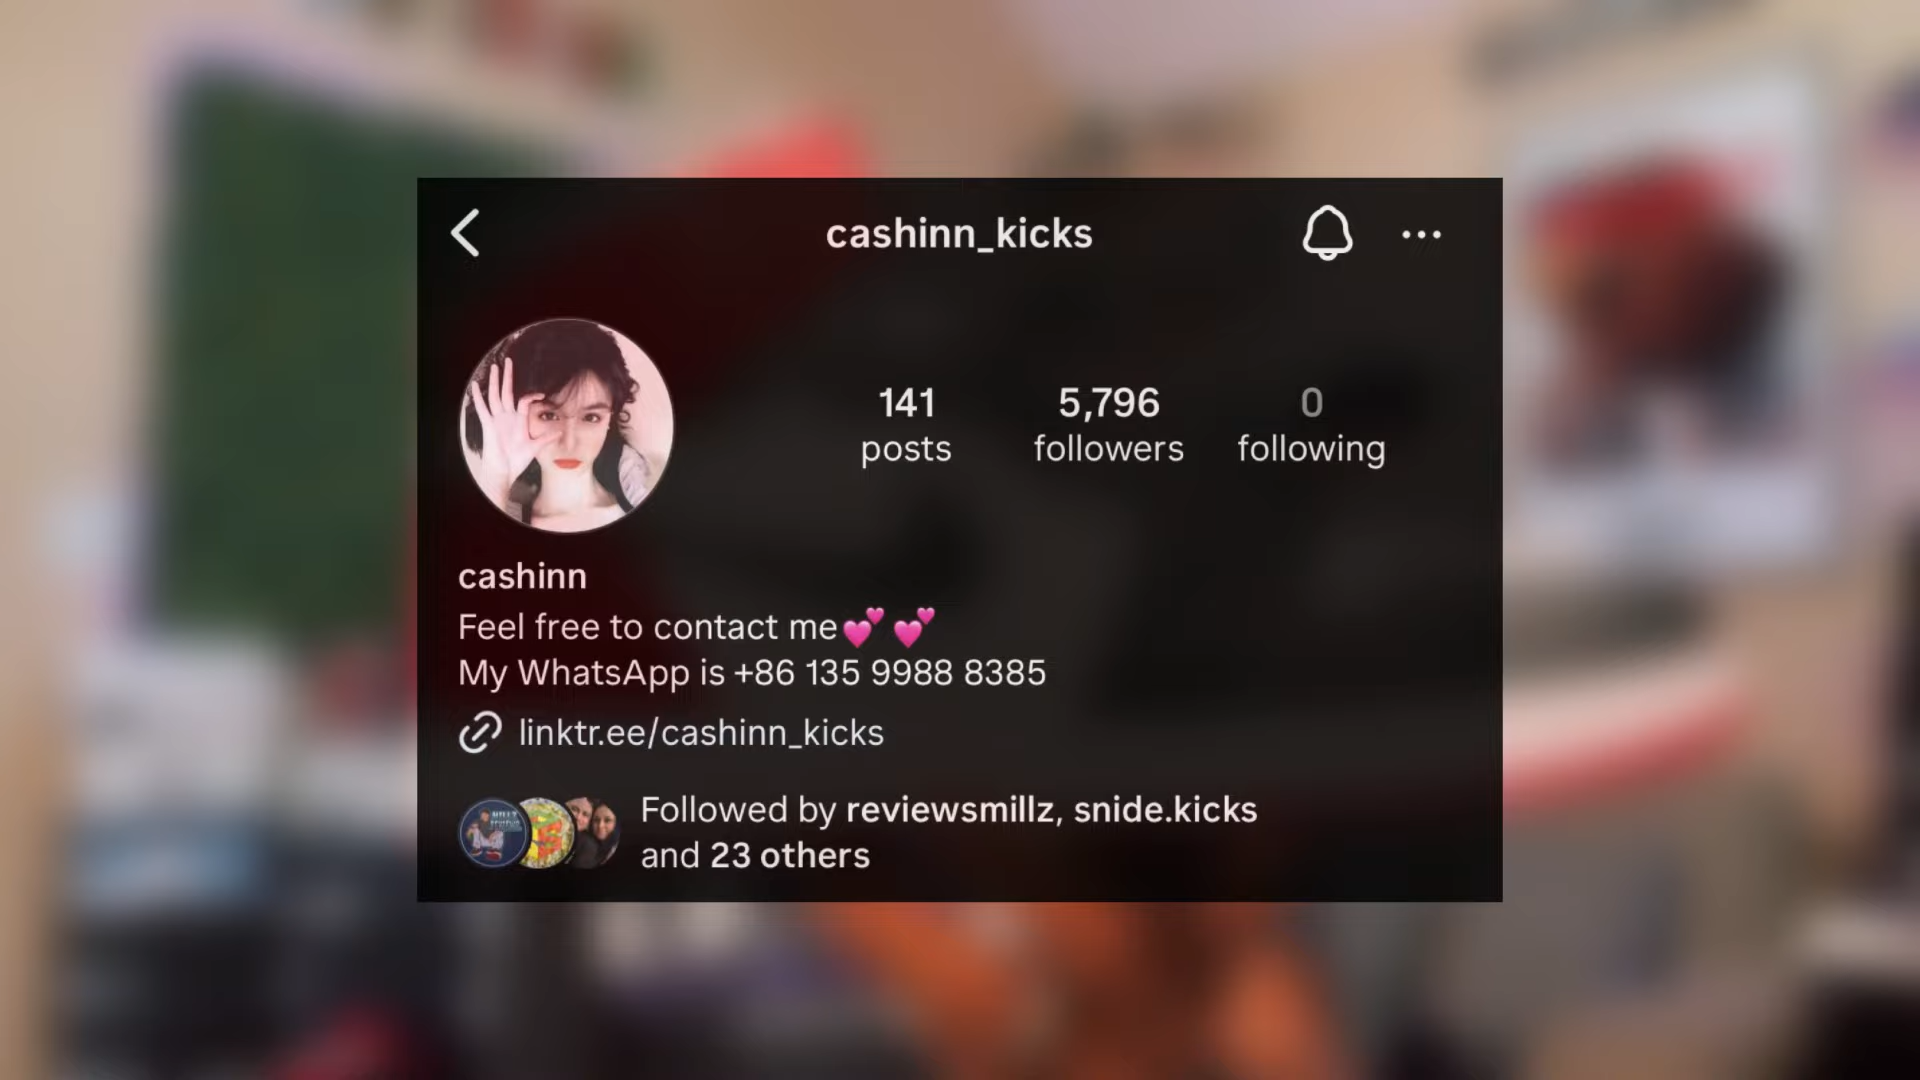 cashinn_kicks
141 posts
5,796 followers
0 following
cashinn
Feel free to contact me💕 💕
My WhatsApp is +86 135 9988 8385
linktr.ee/cashinn_kicks
Followed by reviewsmillz, snide.kicks
and 23 others